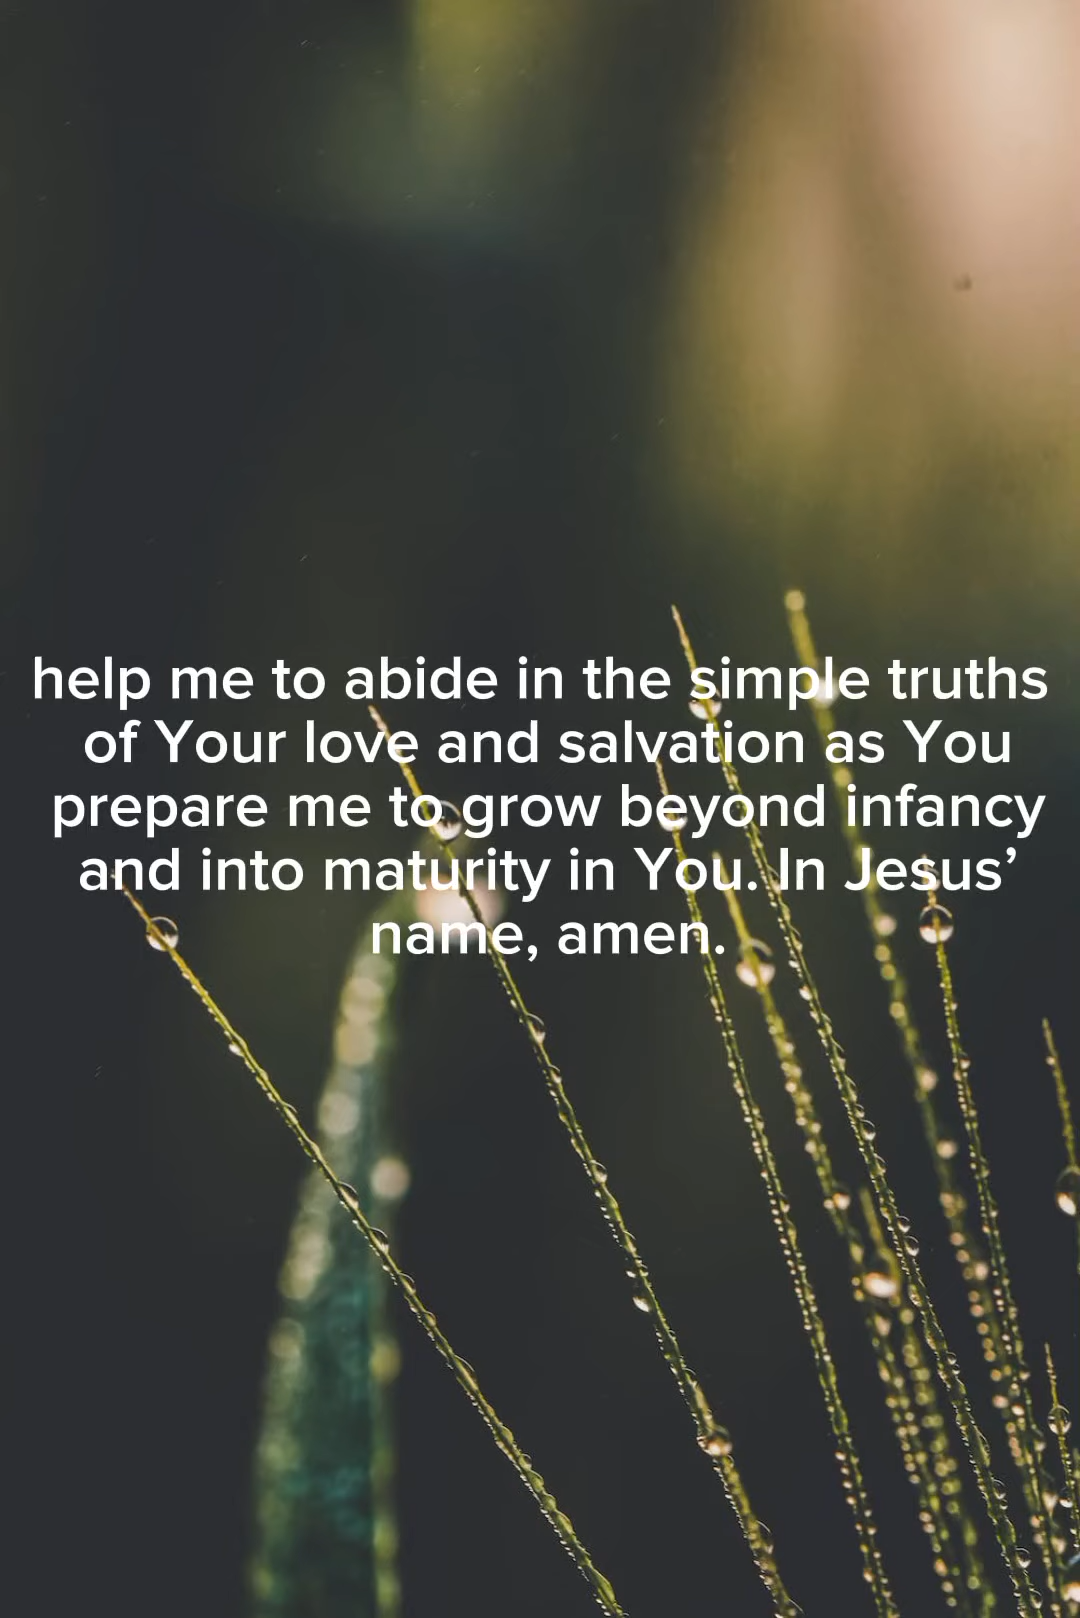 help me to abide in the simple truths
of Your love and salvation as You
prepare me to grow beyond infancy
and into maturity in You. In Jesus’
name, amen.